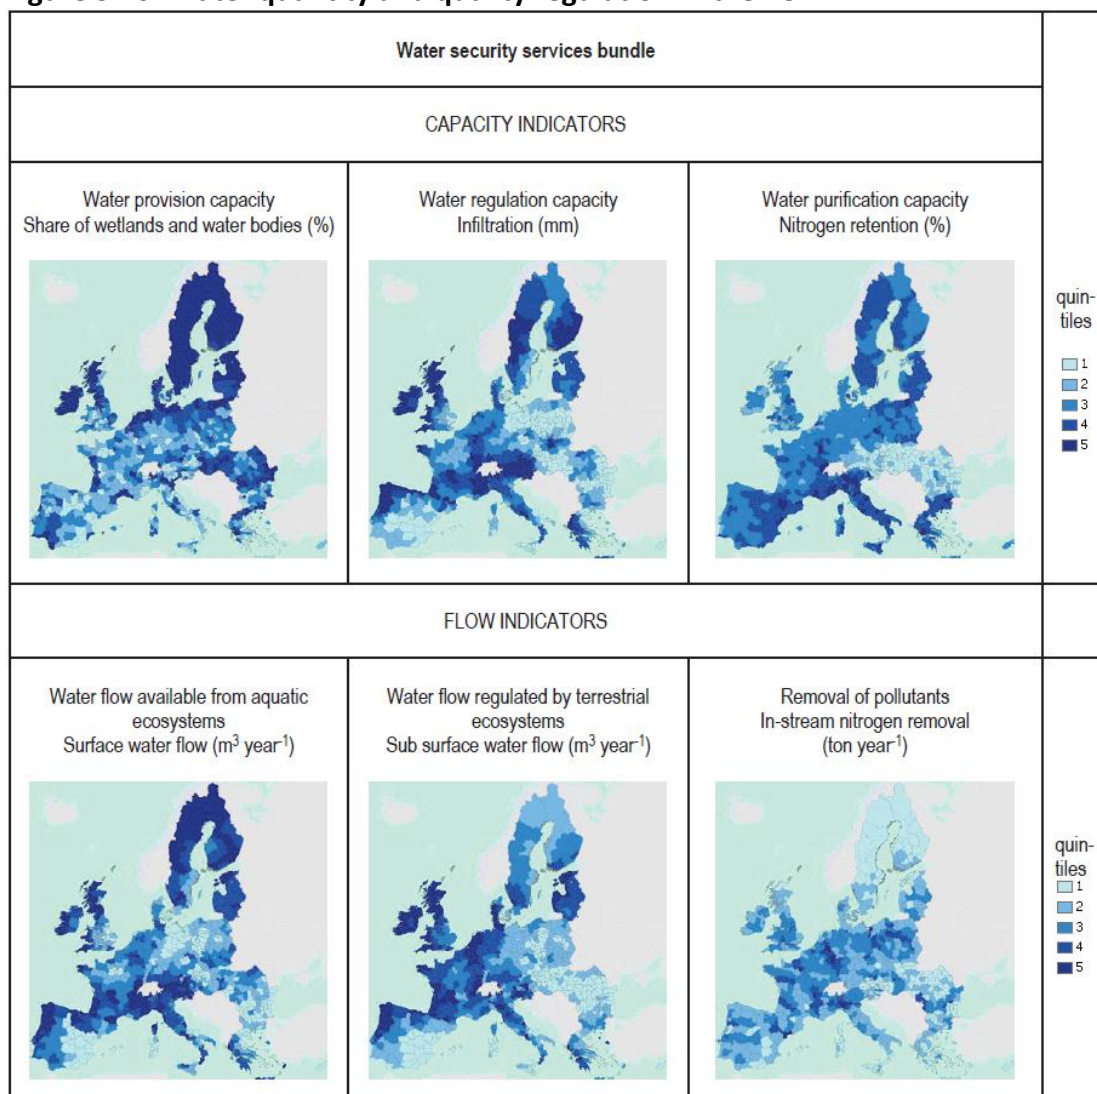 Water security services bundle
CAPACITY INDICATORS
Water provision capacity
Share of wetlands and water bodies (%)
Water regulation capacity
Infiltration (mm)
Water purification capacity
Nitrogen retention (%)
quin-
tiles
1
2
3
4
5
FLOW INDICATORS
Water flow available from aquatic
ecosystems
Surface water flow (m³ year⁻¹)
Water flow regulated by terrestrial
ecosystems
Sub surface water flow (m³ year⁻¹)
Removal of pollutants
In-stream nitrogen removal
(ton year⁻¹)
quin-
tiles
1
2
3
4
5